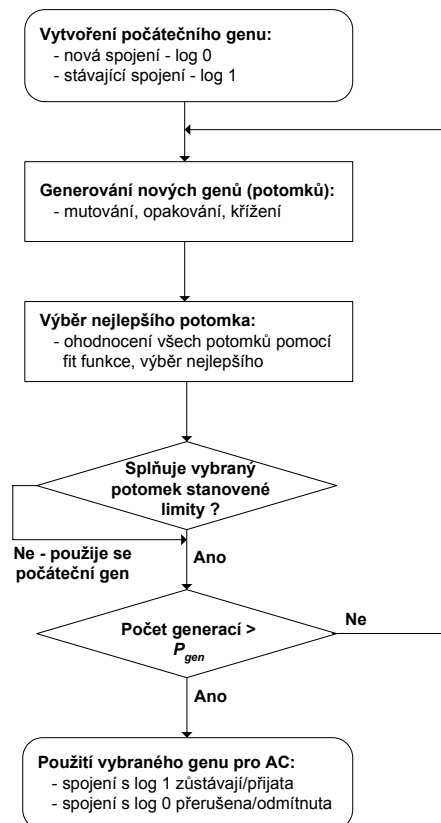 Vytvoření počátečního genu:
- nová spojení - log 0
- stávající spojení - log 1
Generování nových genů (potomků):
- mutování, opakování, křížení
Výběr nejlepšího potomka:
- ohodnocení všech potomků pomocí
fit funkce, výběr nejlepšího
Splňuje vybraný
potomek stanovené
limity ?
Ne - použije se
počáteční gen
Ano
Počet generací >
Pgen
Ne
Ano
Použití vybraného genu pro AC:
- spojení s log 1 zůstávají/přijata
- spojení s log 0 přerušena/odmítnuta